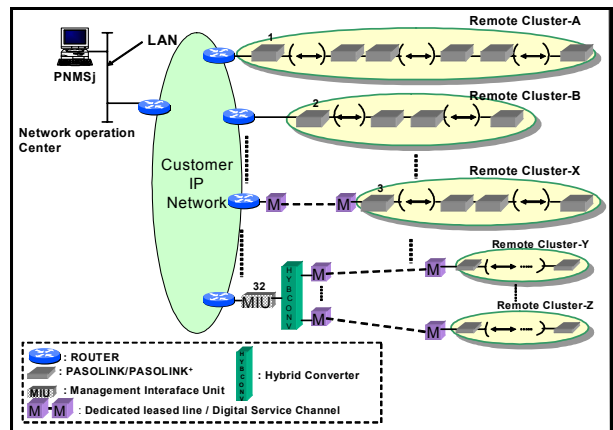 Remote Cluster-A
LAN
1
PNMSj
Remote Cluster-B
2
Network operation
Center
Customer
IP
Network
Remote Cluster-X
3
M
M
Remote Cluster-Y
32
MIU
HYBCONV
M
M
M
M
Remote Cluster-Z
: ROUTER
: PASOLINK/PASOLINK+
MIU : Management Interaface Unit
M M : Dedicated leased line / Digital Service Channel
HYBCONV : Hybrid Converter